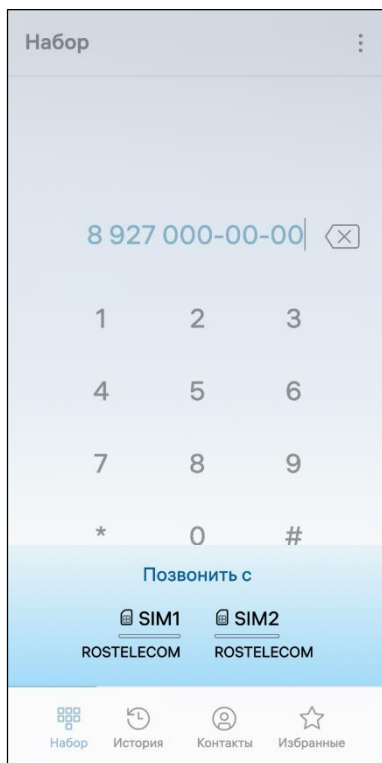 Набор
8 927 000-00-00
1 2 3
4 5 6
7 8 9
* 0 #
Позвонить с
SIM1 SIM2
ROSTELECOM ROSTELECOM
Набор История Контакты Избранные